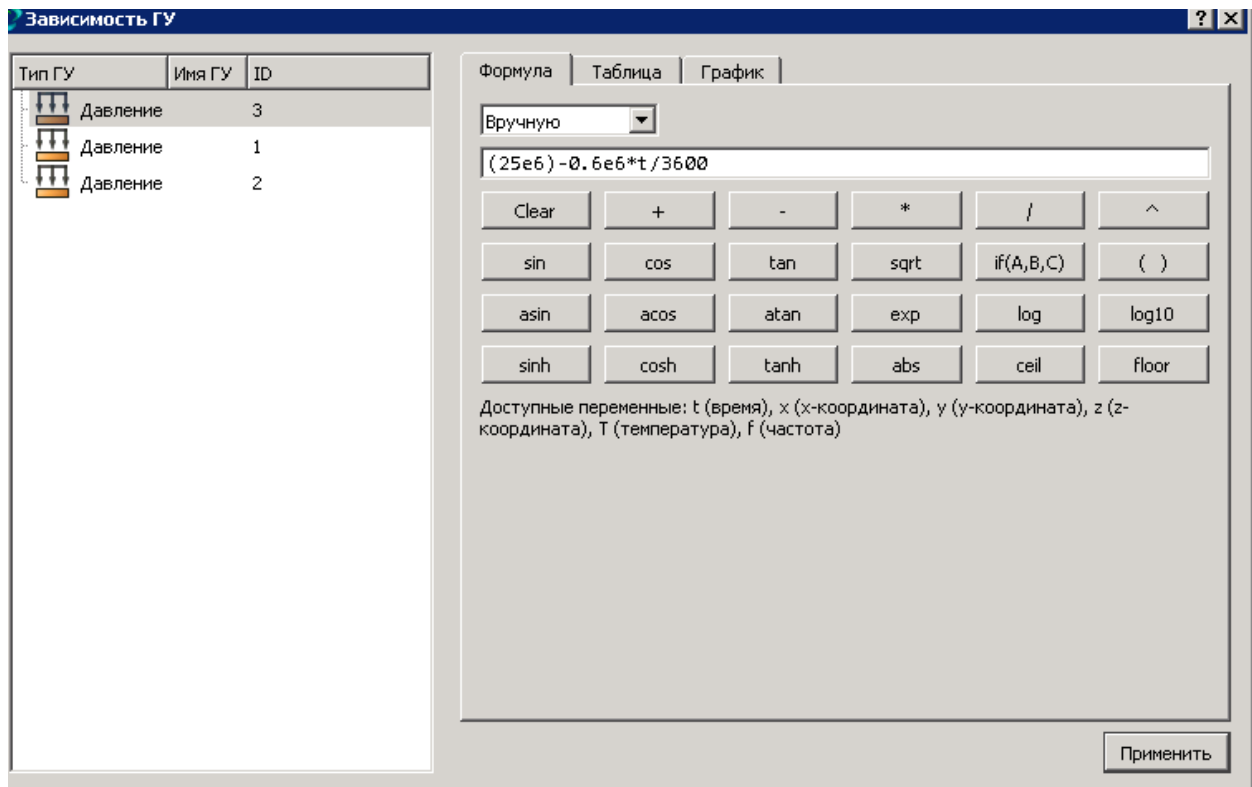 Зависимость ГУ
? X
Тип ГУ Имя ГУ ID
Давление 3
Давление 1
Давление 2
Формула Таблица График
Вручную
(25e6)-0.6e6*t/3600
Clear + - * / ^
sin cos tan sqrt if(A,B,C) ( )
asin acos atan exp log log10
sinh cosh tanh abs ceil floor
Доступные переменные: t (время), x (x-координата), y (y-координата), z (z-
координата), T (температура), f (частота)
Применить